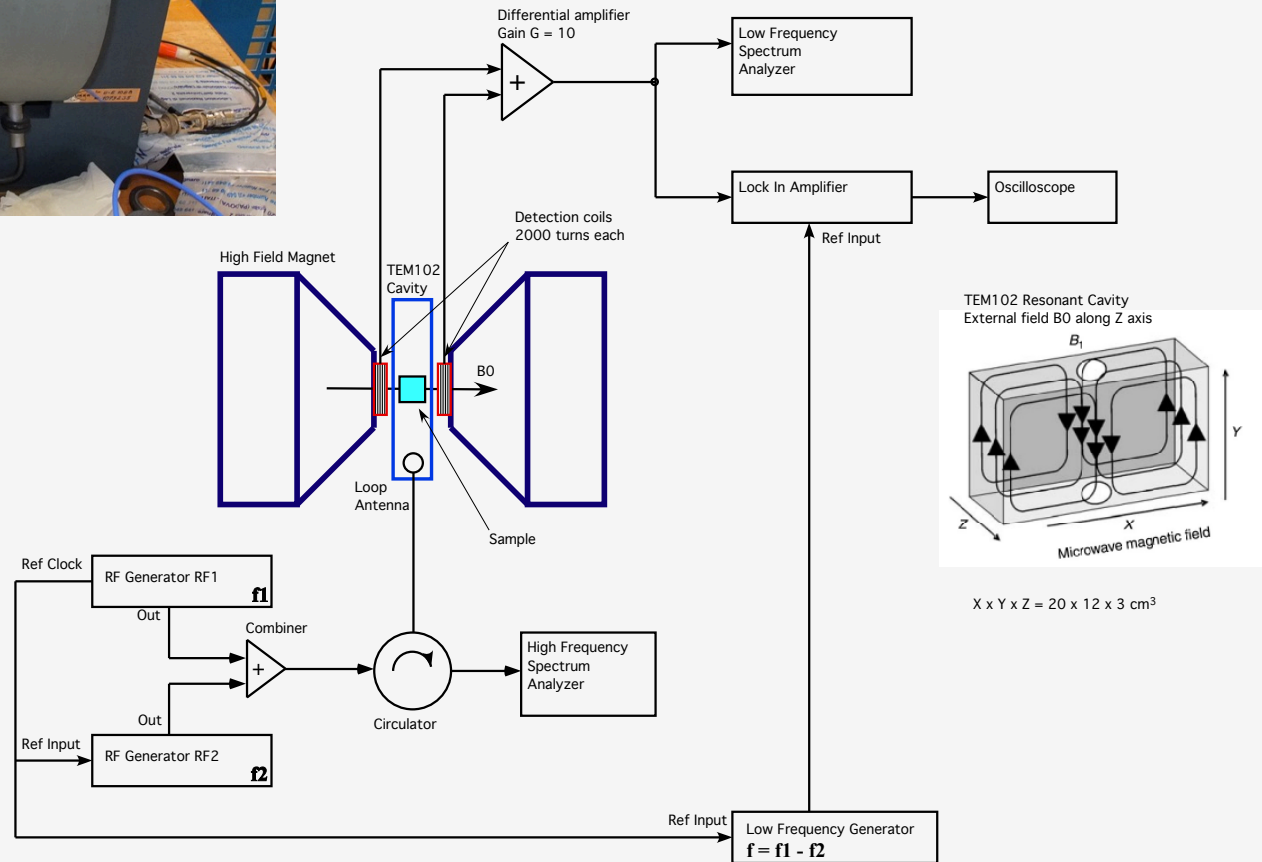 Differential amplifier
Gain G = 10
+
Low Frequency
Spectrum
Analyzer
Lock In Amplifier
Oscilloscope
Ref Input
Detection coils
2000 turns each
High Field Magnet
TEM102
Cavity
B0
Loop
Antenna
Sample
TEM102 Resonant Cavity
External field B0 along Z axis
B1
Y
Z
X
Microwave magnetic field
X x Y x Z = 20 x 12 x 3 cm³
Ref Clock
RF Generator RF1
f1
Out
Combiner
+
High Frequency
Spectrum
Analyzer
Circulator
Out
Ref Input
RF Generator RF2
f2
Ref Input
Low Frequency Generator
f = f1 - f2